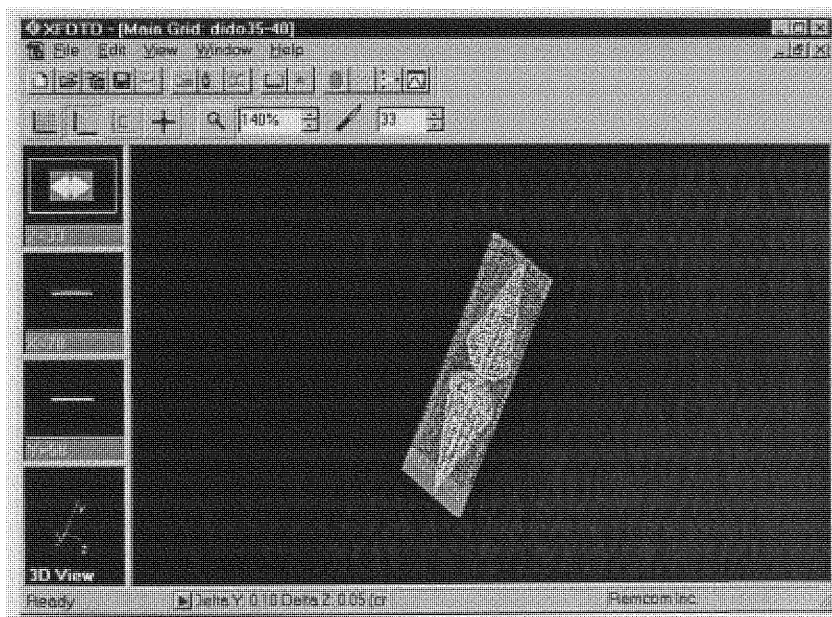 XFDTD - [Main Grid dido35-40]
File Edit View Window Help
140% 33
3D View
Ready Delta Y: 0.10 Delta Z: 0.05 (cr Remcom Inc.